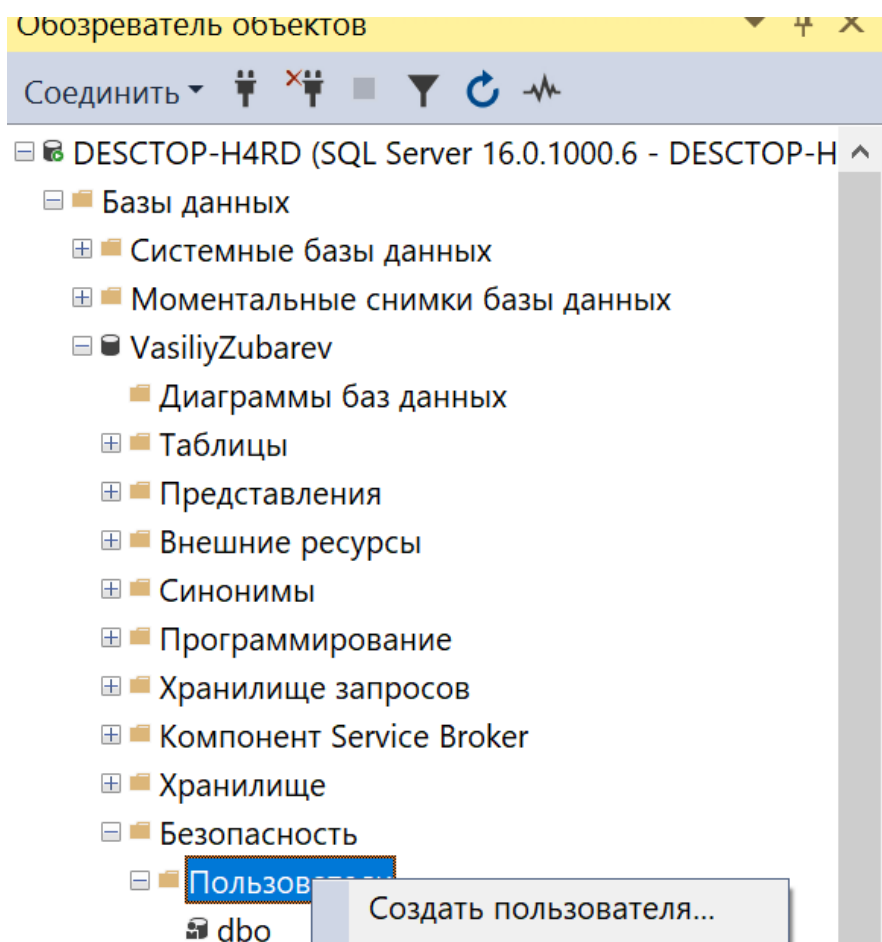 Обозреватель объектов
Соединить
DESCTOP-H4RD (SQL Server 16.0.1000.6 - DESCTOP-H
Базы данных
Системные базы данных
Моментальные снимки базы данных
VasiliyZubarev
Диаграммы баз данных
Таблицы
Представления
Внешние ресурсы
Синонимы
Программирование
Хранилище запросов
Компонент Service Broker
Хранилище
Безопасность
Пользователи
Создать пользователя...
dbo